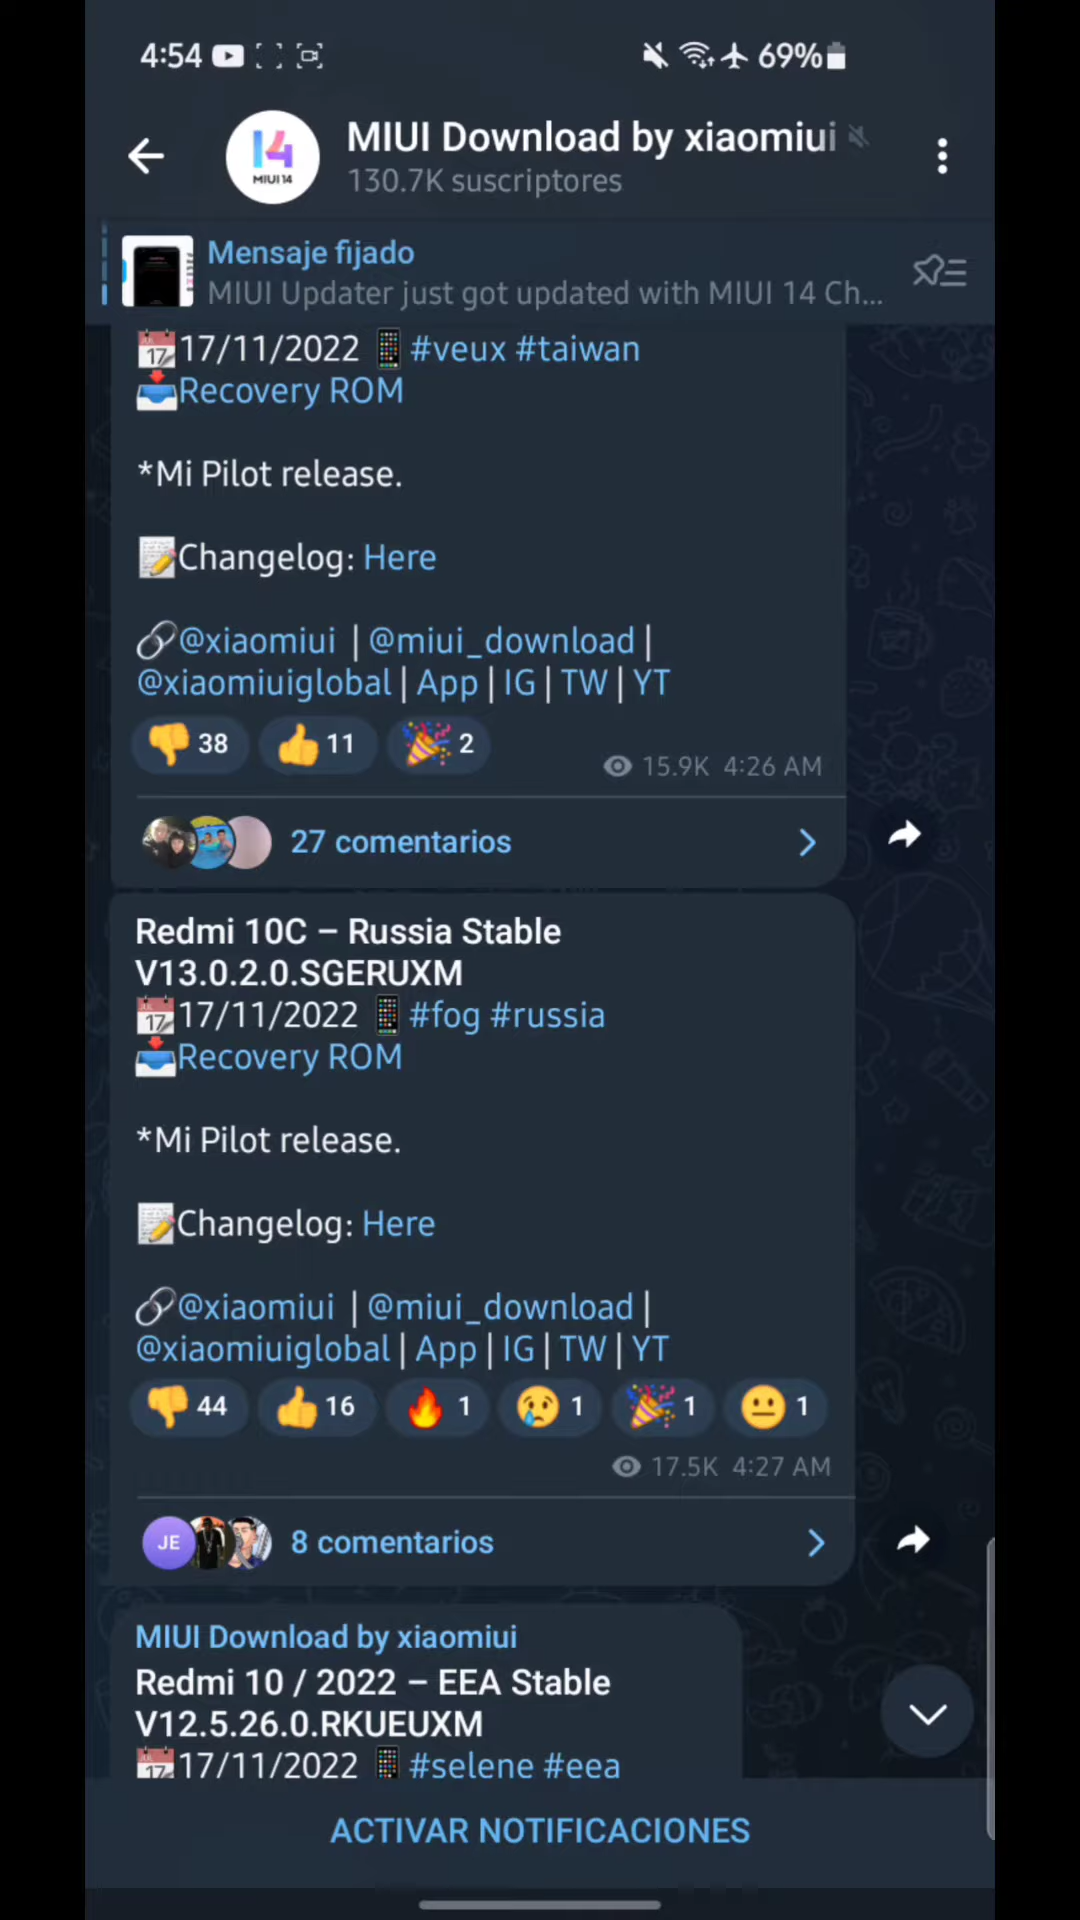 4:54
69%
14
MIUI 14
MIUI Download by xiaomiui
130.7K suscriptores
Mensaje fijado
MIUI Updater just got updated with MIUI 14 Ch...
17/11/2022 #veux #taiwan
Recovery ROM
*Mi Pilot release.
Changelog: Here
@xiaomiui | @miui_download |
@xiaomiuiglobal | App | IG | TW | YT
38 11 2
15.9K 4:26 AM
27 comentarios
Redmi 10C – Russia Stable
V13.0.2.0.SGERUXM
17/11/2022 #fog #russia
Recovery ROM
*Mi Pilot release.
Changelog: Here
@xiaomiui | @miui_download |
@xiaomiuiglobal | App | IG | TW | YT
44 16 1 1 1 1
17.5K 4:27 AM
JE
8 comentarios
MIUI Download by xiaomiui
Redmi 10 / 2022 – EEA Stable
V12.5.26.0.RKUEUXM
17/11/2022 #selene #eea
ACTIVAR NOTIFICACIONES